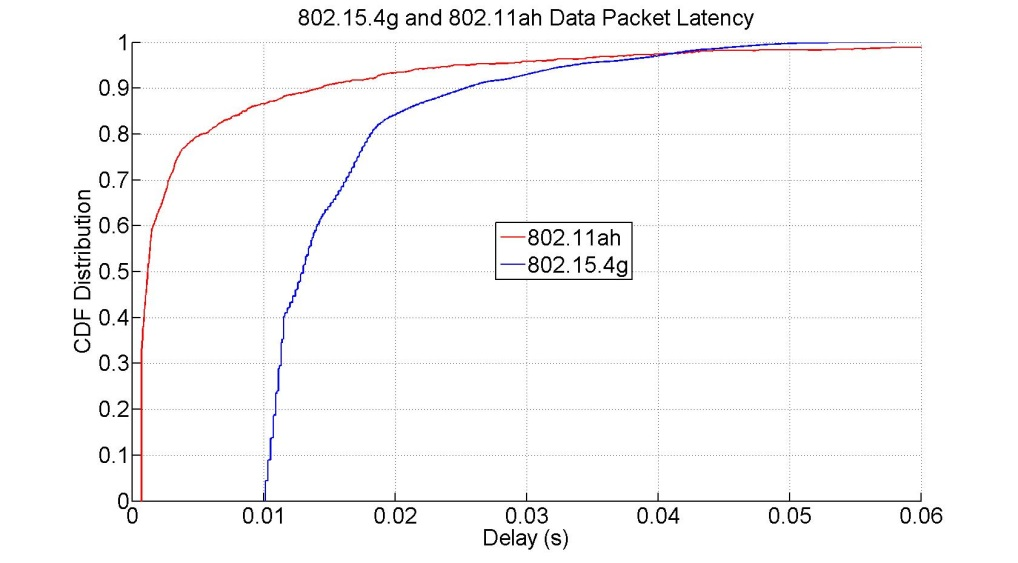 802.15.4g and 802.11ah Data Packet Latency
1
0.9
0.8
0.7
0.6
0.5
0.4
0.3
0.2
0.1
0
CDF Distribution
802.11ah
802.15.4g
0 0.01 0.02 0.03 0.04 0.05 0.06
Delay (s)